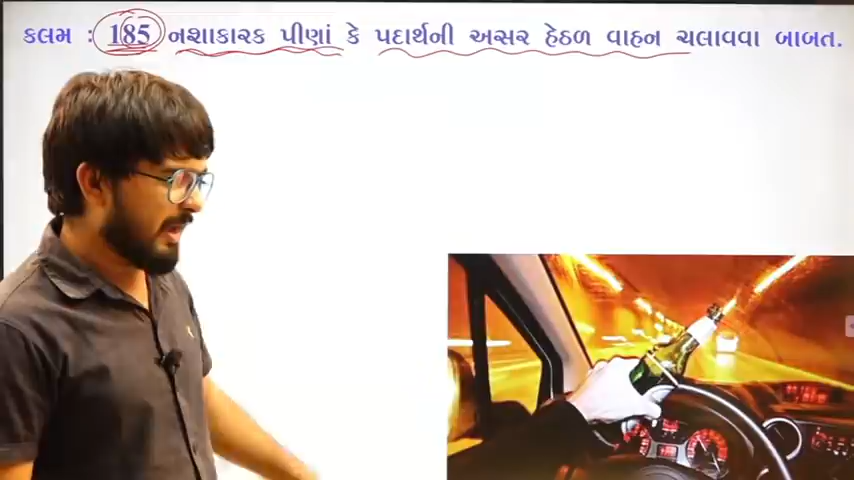 કલમ : 185 નશાકારક પીણાં કે પદાર્થની અસર હેઠળ વાહન ચલાવવા બાબત.